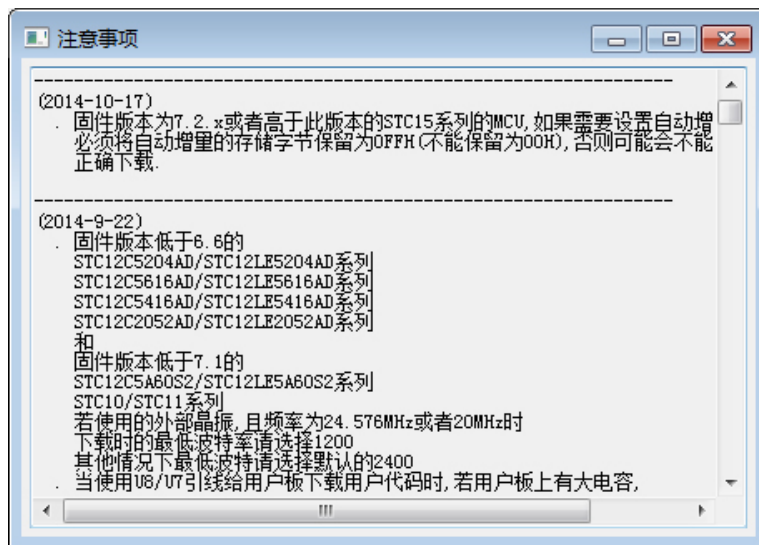 注意事项
----------------------------------------------------------------
(2014-10-17)
. 固件版本为7.2.x或者高于此版本的STC15系列的MCU,如果需要设置自动增
必须将自动增量的存储字节保留为0FFH(不能保留为00H),否则可能会不能
正确下载.
----------------------------------------------------------------
(2014-9-22)
. 固件版本低于6.6的
STC12C5204AD/STC12LE5204AD系列
STC12C5616AD/STC12LE5616AD系列
STC12C5416AD/STC12LE5416AD系列
STC12C2052AD/STC12LE2052AD系列
和
固件版本低于7.1的
STC12C5A60S2/STC12LE5A60S2系列
STC10/STC11系列
若使用的外部晶振,且频率为24.576MHz或者20MHz时
下载时的最低波特率请选择1200
其他情况下最低波特请选择默认的2400
. 当使用U8/U7引线给用户板下载用户代码时,若用户板上有大电容,